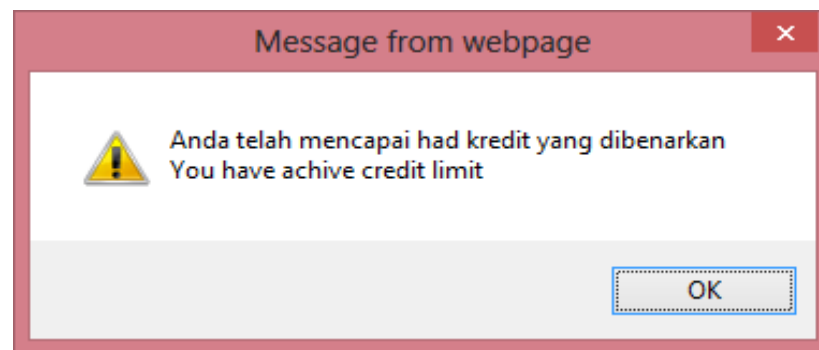 Message from webpage
Anda telah mencapai had kredit yang dibenarkan
You have achive credit limit
OK